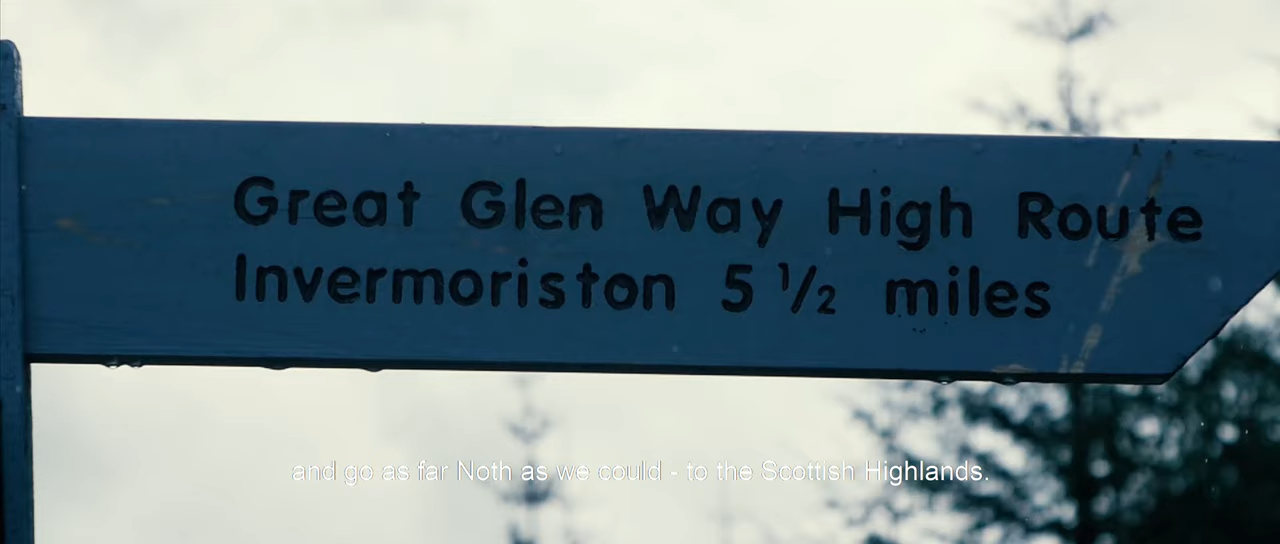 Great Glen Way High Route
Invermoriston 5 ½ miles
and go as far Noth as we could - to the Scottish Highlands.